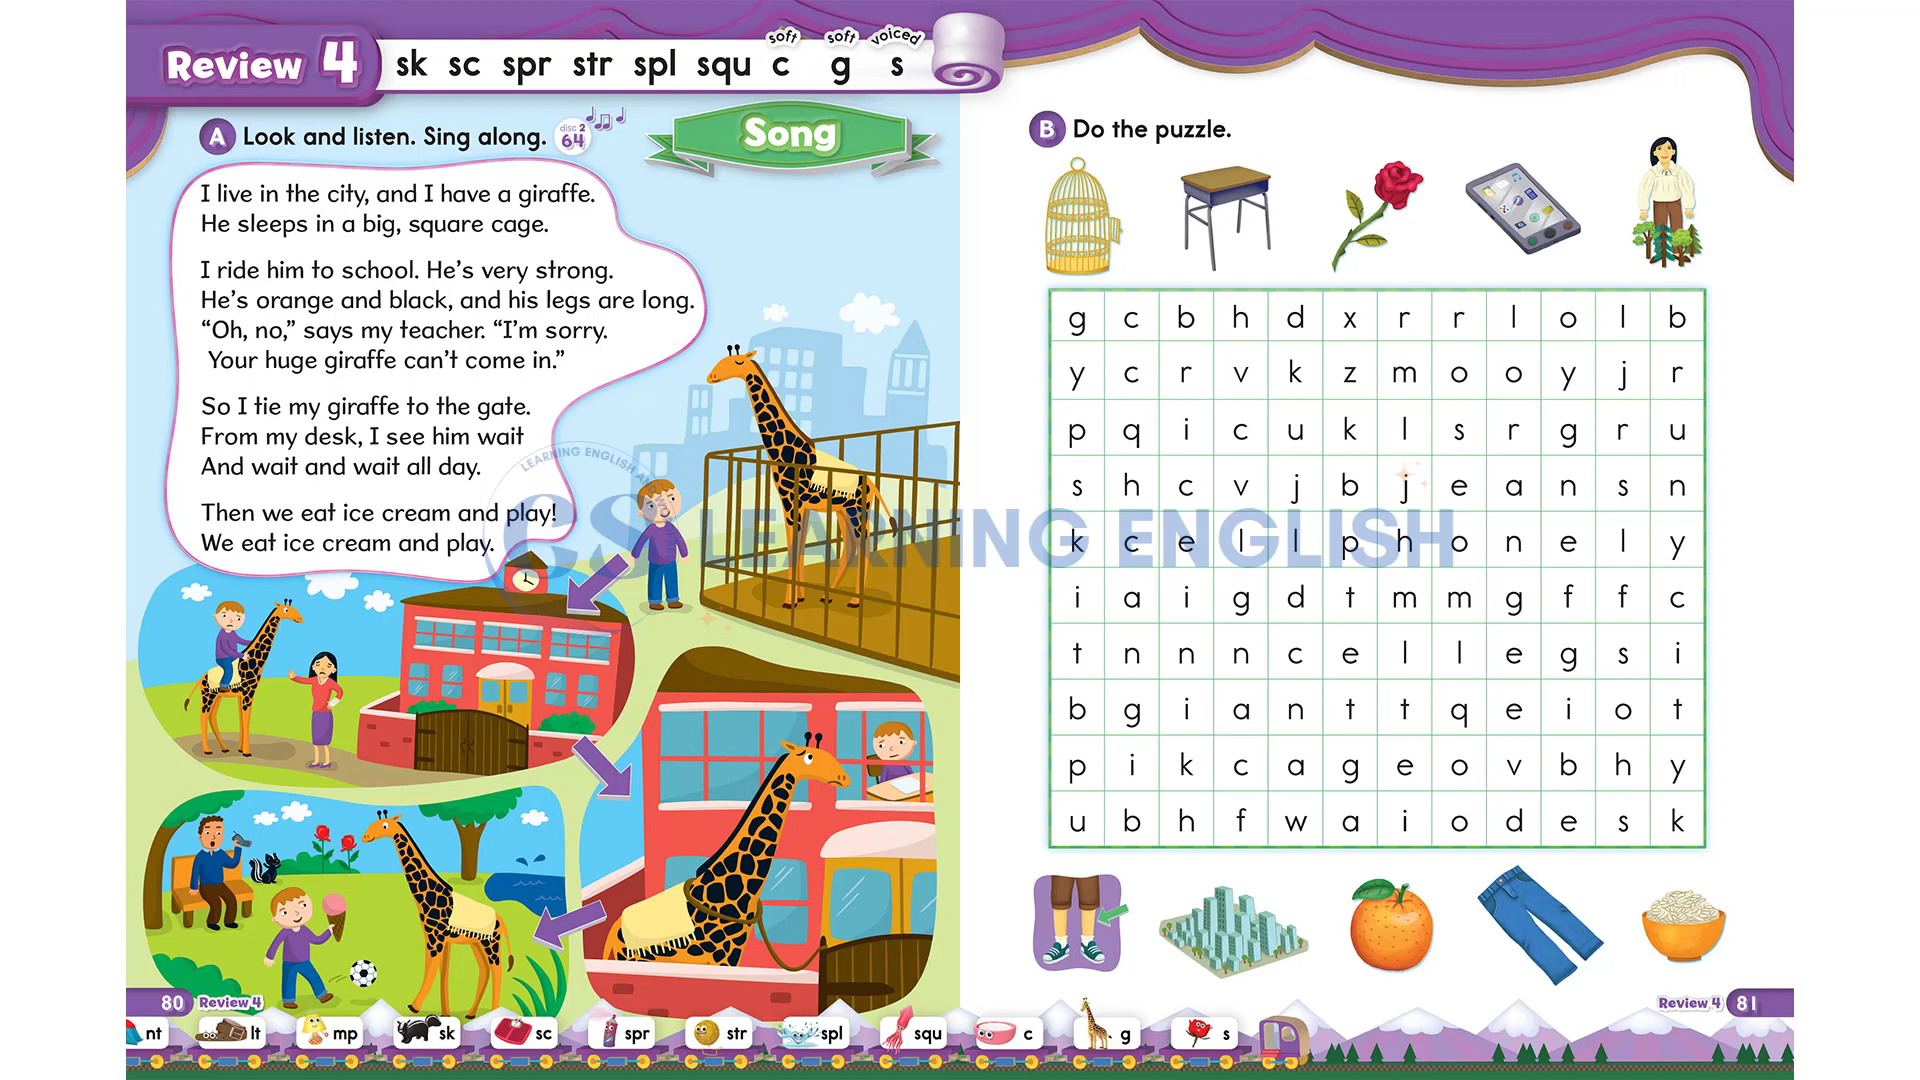 Review 4 sk sc spr str spl squ soft c soft g voiced s
A Look and listen. Sing along. disc 2 64
Song
I live in the city, and I have a giraffe.
He sleeps in a big, square cage.
I ride him to school. He's very strong.
He's orange and black, and his legs are long.
“Oh, no,” says my teacher. “I'm sorry.
Your huge giraffe can't come in.”
So I tie my giraffe to the gate.
From my desk, I see him wait
And wait and wait all day.
Then we eat ice cream and play!
We eat ice cream and play.
B Do the puzzle.
g c b h d x r r l o l b
y c r v k z m o o y j r
p q i c u k l s r g r u
s h c v j b j e a n s n
k c e l l p h o n e l y
i a i g d t m m g f f c
t n n n c e l l e g s i
b g i a n t t q e i o t
p i k c a g e o v b h y
u b h f w a i o d e s k
LEARNING ENGLISH
es LEARNING ENGLISH
80 Review 4
Review 4 81
nt lt mp sk sc spr str spl squ c g s